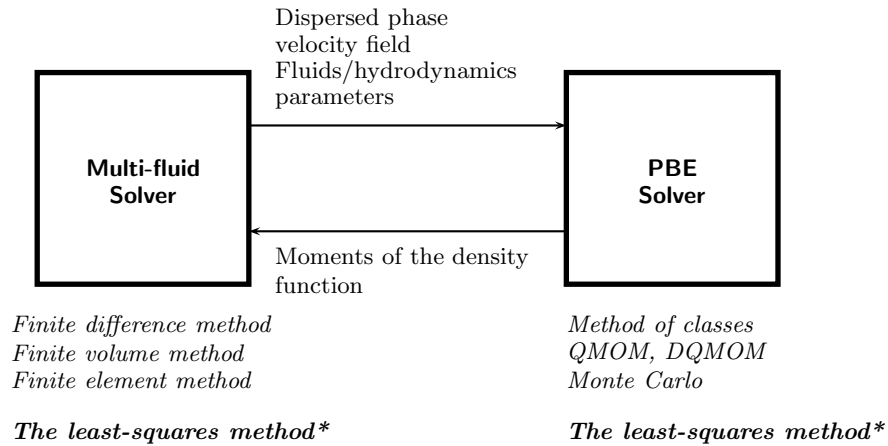 Dispersed phase
velocity field
Fluids/hydrodynamics
parameters
Multi-fluid
Solver
PBE
Solver
Moments of the density
function
Finite difference method
Finite volume method
Finite element method
The least-squares method*
Method of classes
QMOM, DQMOM
Monte Carlo
The least-squares method*